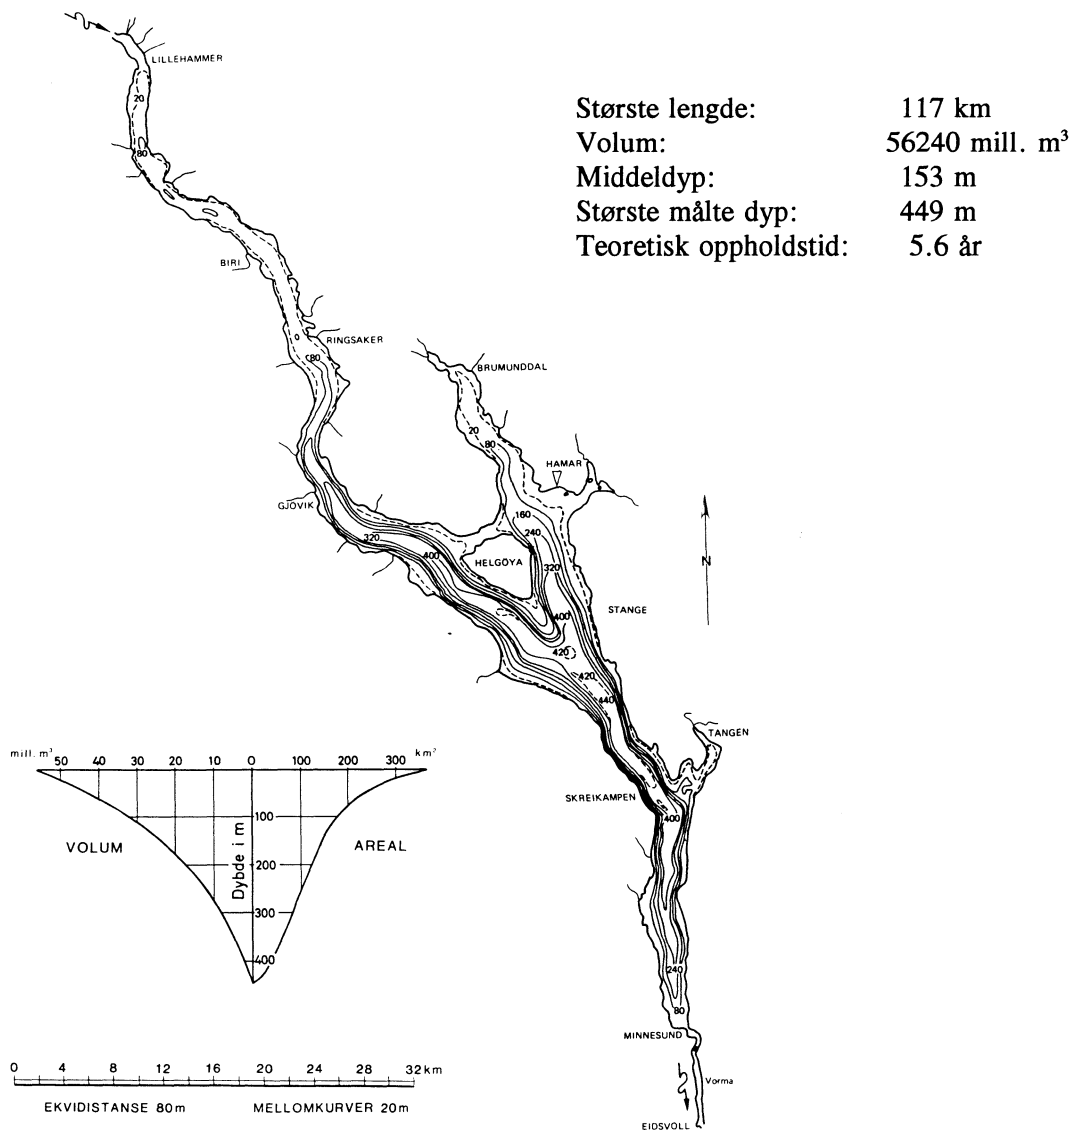 LILLEHAMMER
20
80
BIRI
RINGSAKER
80
BRUMUNDDAL
20
80
HAMAR
GJÖVIK
160
240
320
400
HELGÖYA
320
STANGE
400
420
420
440
TANGEN
SKREIKAMPEN
400
240
80
MINNESUND
Vorma
EIDSVOLL
N
Største lengde: 117 km
Volum: 56240 mill. m³
Middeldyp: 153 m
Største målte dyp: 449 m
Teoretisk oppholdstid: 5.6 år
mill. m³ 50 40 30 20 10 0 100 200 300 km²
100
200
300
400
VOLUM
Dybde i m
AREAL
0 4 8 12 16 20 24 28 32 km
EKVIDISTANSE 80 m MELLOMKURVER 20 m